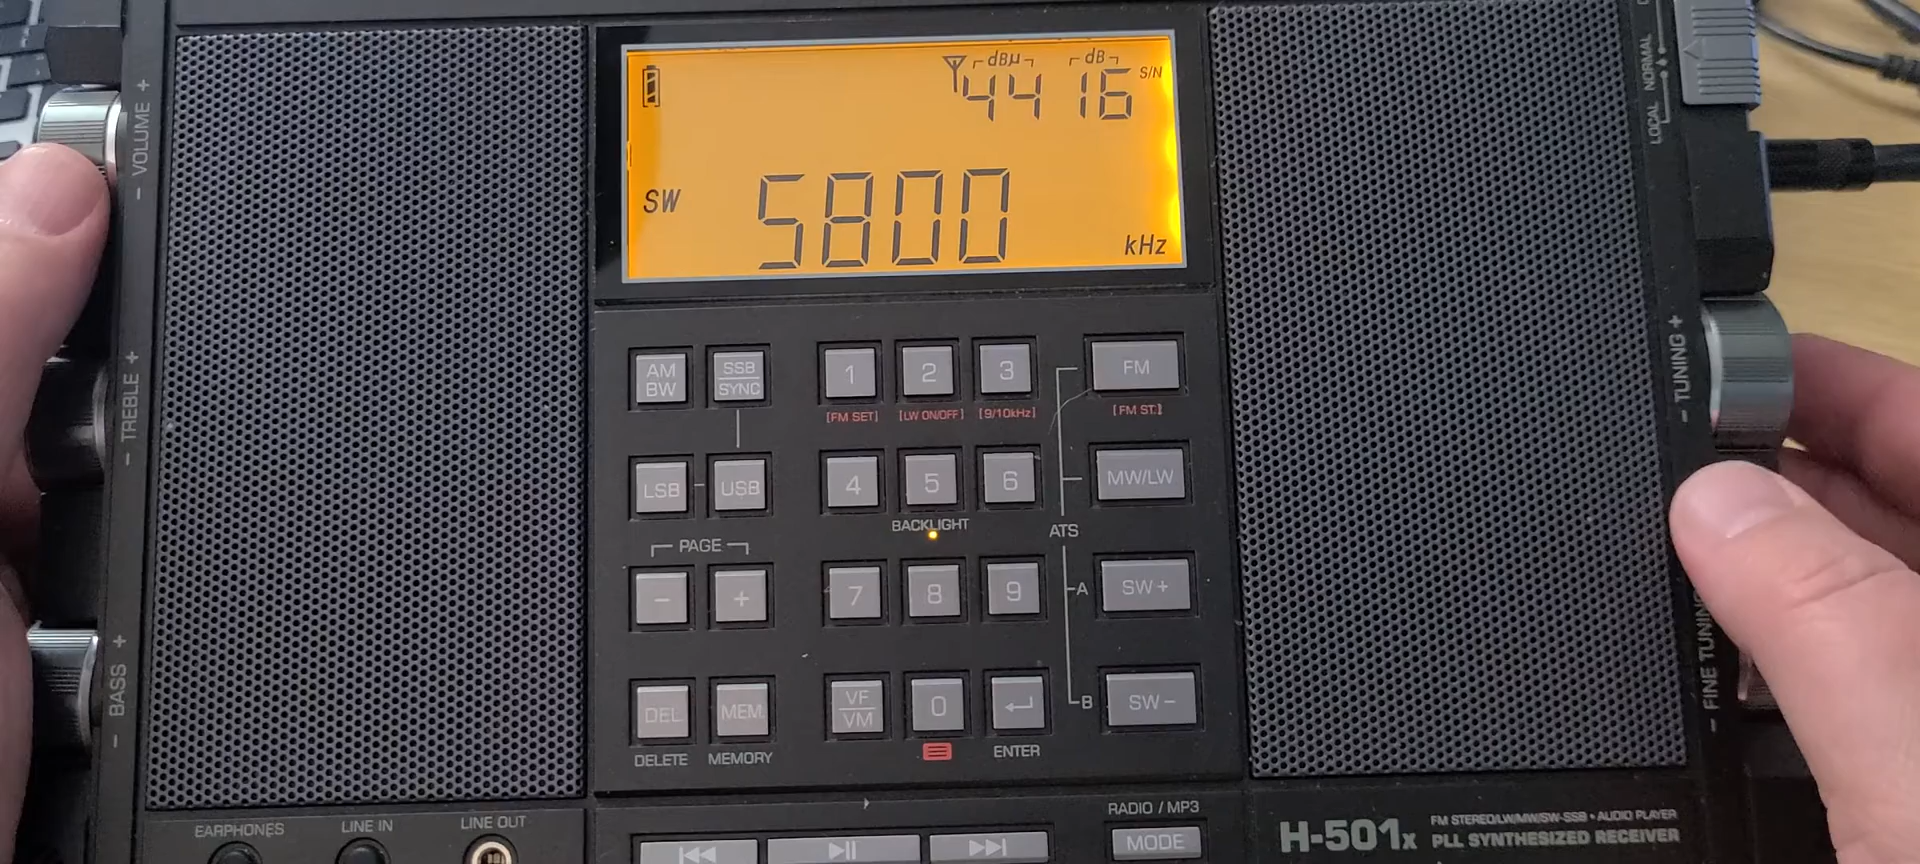 dBµ dB
44 16 S/N
SW 5800 kHz
- VOLUME +
- TREBLE +
- BASS +
LOCAL NORMAL
- TUNING +
- FINE TUNING
AM BW
SSB SYNC
1 2 3
FM
[FM SET] [LW ON/OFF] [9/10kHz]
[FM ST.]
LSB - USB
4 5 6
MW/LW
BACKLIGHT
ATS
PAGE
- +
7 8 9
A
SW+
DEL MEM
VF VM
0
B
SW-
DELETE MEMORY
ENTER
EARPHONES LINE IN LINE OUT
RADIO / MP3
MODE
H-501x
FM STEREO/LW/MW/SW-SSB • AUDIO PLAYER
PLL SYNTHESIZED RECEIVER